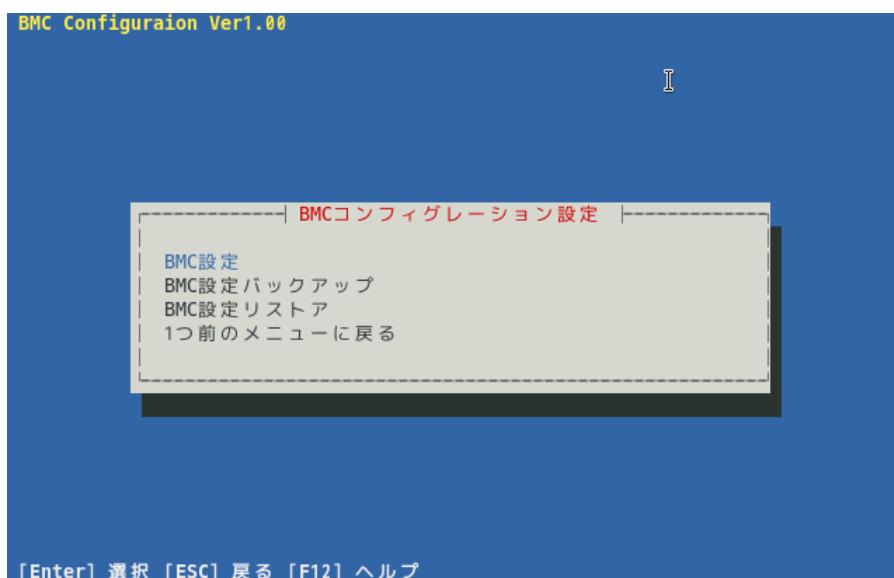 BMC Configuraion Ver1.00
BMCコンフィグレーション設定
BMC設定
BMC設定バックアップ
BMC設定リストア
1つ前のメニューに戻る
[Enter] 選択 [ESC] 戻る [F12] ヘルプ